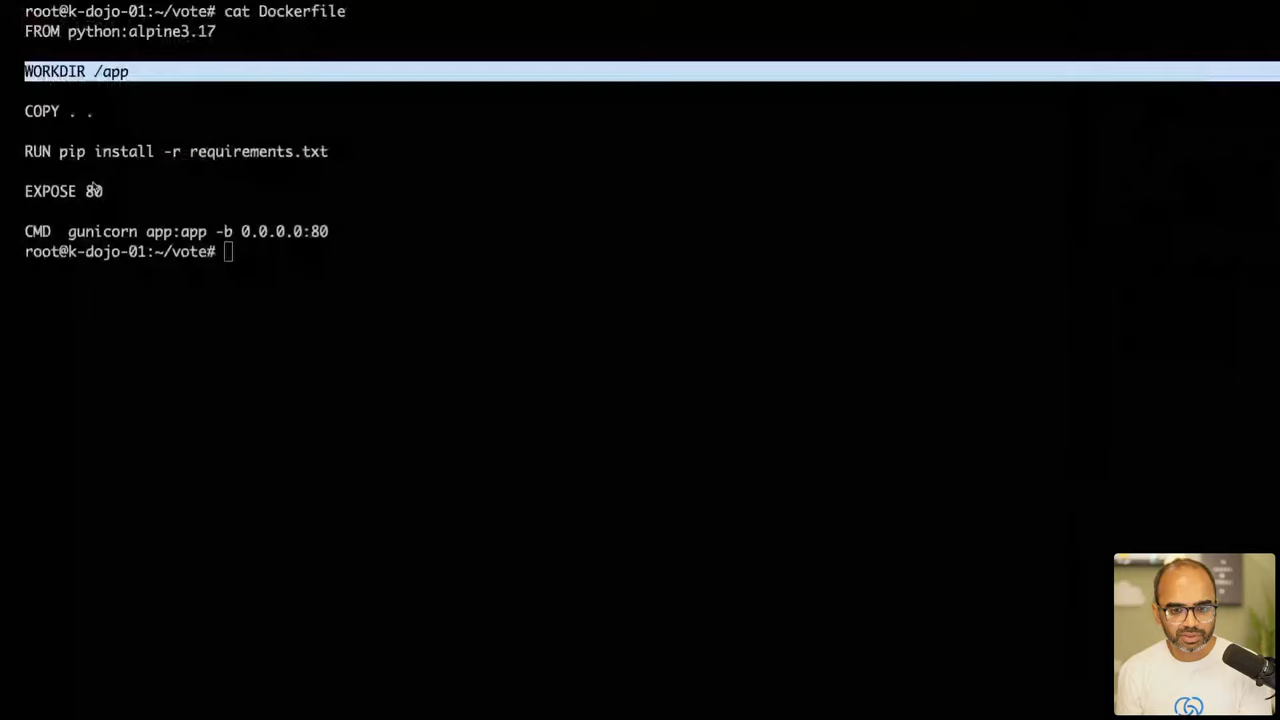 root@k-dojo-01:~/vote# cat Dockerfile
FROM python:alpine3.17
WORKDIR /app
COPY . .
RUN pip install -r requirements.txt
EXPOSE 80
CMD  gunicorn app:app -b 0.0.0.0:80
root@k-dojo-01:~/vote#